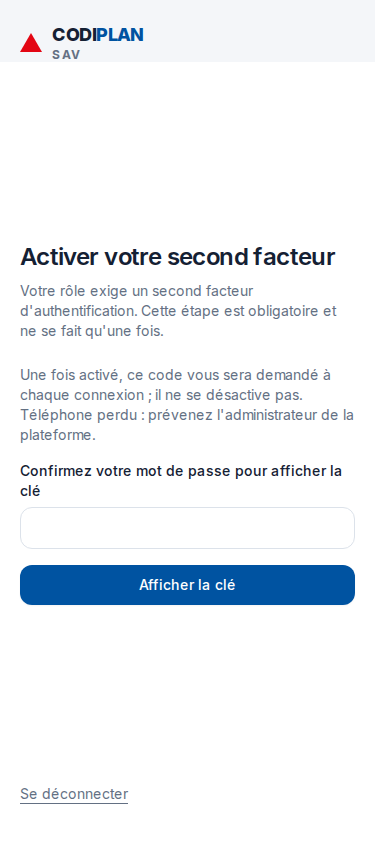 CODIPLAN
SAV
Activer votre second facteur
Votre rôle exige un second facteur
d'authentification. Cette étape est obligatoire et
ne se fait qu'une fois.
Une fois activé, ce code vous sera demandé à
chaque connexion ; il ne se désactive pas.
Téléphone perdu : prévenez l'administrateur de la
plateforme.
Confirmez votre mot de passe pour afficher la
clé
Afficher la clé
Se déconnecter